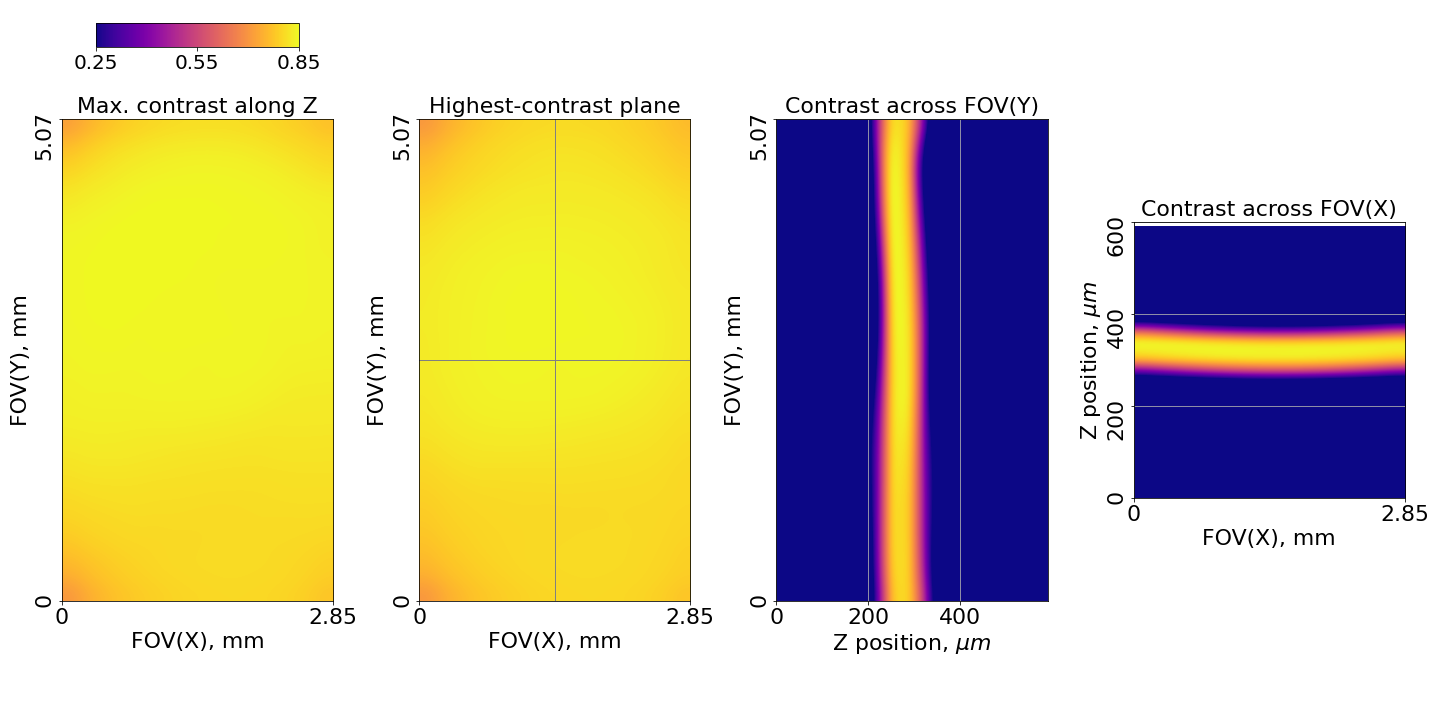 0.25 0.55 0.85
Max. contrast along Z
5.07
FOV(Y), mm
0
0 2.85
FOV(X), mm
Highest-contrast plane
5.07
FOV(Y), mm
0
0 2.85
FOV(X), mm
Contrast across FOV(Y)
5.07
FOV(Y), mm
0
0 200 400
Z position, μm
Contrast across FOV(X)
600
400
200
0
Z position, μm
0 2.85
FOV(X), mm